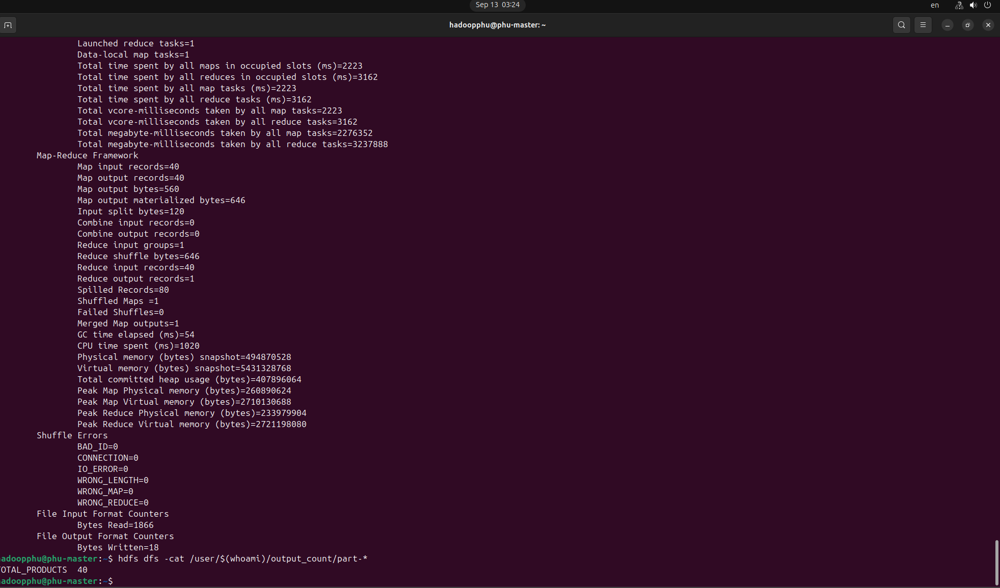 Sep 13 03:24
en
hadoopphu@phu-master: ~
Launched reduce tasks=1
Data-local map tasks=1
Total time spent by all maps in occupied slots (ms)=2223
Total time spent by all reduces in occupied slots (ms)=3162
Total time spent by all map tasks (ms)=2223
Total time spent by all reduce tasks (ms)=3162
Total vcore-milliseconds taken by all map tasks=2223
Total vcore-milliseconds taken by all reduce tasks=3162
Total megabyte-milliseconds taken by all map tasks=2276352
Total megabyte-milliseconds taken by all reduce tasks=3237888
Map-Reduce Framework
Map input records=40
Map output records=40
Map output bytes=560
Map output materialized bytes=646
Input split bytes=120
Combine input records=0
Combine output records=0
Reduce input groups=1
Reduce shuffle bytes=646
Reduce input records=40
Reduce output records=1
Spilled Records=80
Shuffled Maps =1
Failed Shuffles=0
Merged Map outputs=1
GC time elapsed (ms)=54
CPU time spent (ms)=1020
Physical memory (bytes) snapshot=494870528
Virtual memory (bytes) snapshot=5431328768
Total committed heap usage (bytes)=407896064
Peak Map Physical memory (bytes)=260890624
Peak Map Virtual memory (bytes)=2710130688
Peak Reduce Physical memory (bytes)=233979904
Peak Reduce Virtual memory (bytes)=2721198080
Shuffle Errors
BAD_ID=0
CONNECTION=0
IO_ERROR=0
WRONG_LENGTH=0
WRONG_MAP=0
WRONG_REDUCE=0
File Input Format Counters
Bytes Read=1866
File Output Format Counters
Bytes Written=18
adoopphu@phu-master:~$ hdfs dfs -cat /user/$(whoami)/output_count/part-*
TOTAL_PRODUCTS 40
adoopphu@phu-master:~$